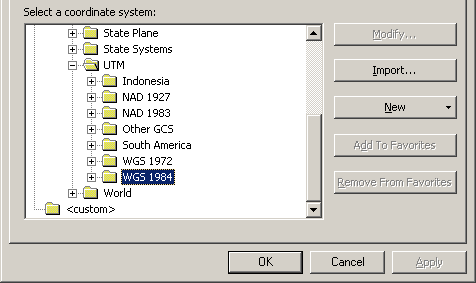 Select a coordinate system:
State Plane
State Systems
UTM
Indonesia
NAD 1927
NAD 1983
Other GCS
South America
WGS 1972
WGS 1984
World
<custom>
Modify...
Import...
New
Add To Favorites
Remove From Favorites
OK
Cancel
Apply